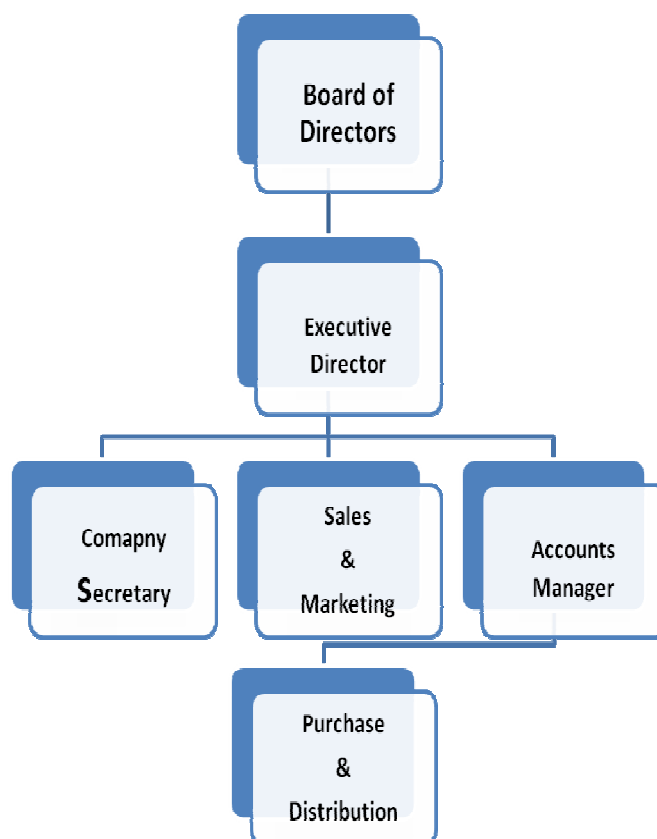 Board of
Directors
Executive
Director
Comapny
Secretary
Sales
&
Marketing
Accounts
Manager
Purchase
&
Distribution